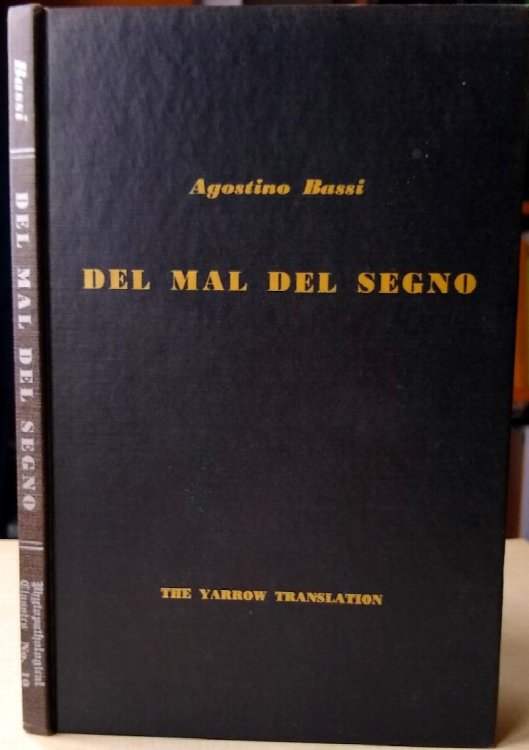 Agostino Bassi
DEL MAL DEL SEGNO
THE YARROW TRANSLATION
Bassi
DEL MAL DEL SEGNO
Phytopathological
Classics No. 10